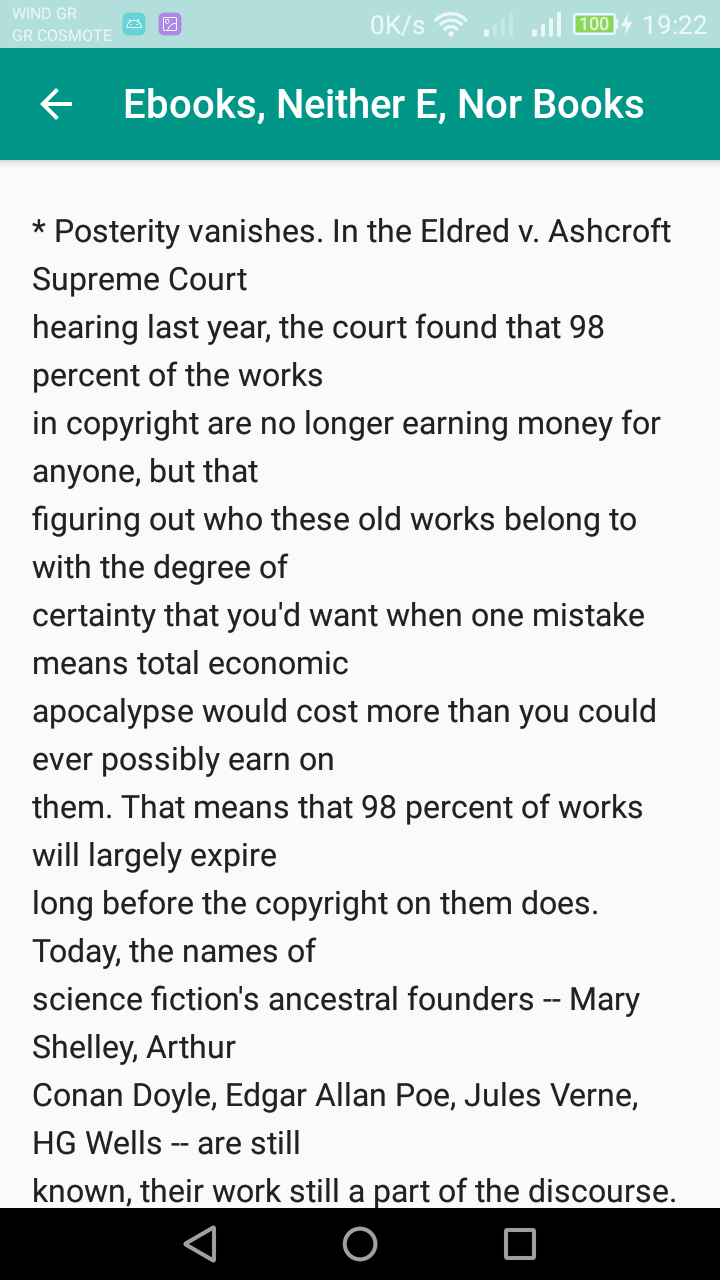 WIND GR
GR COSMOTE
0K/s
100
19:22
Ebooks, Neither E, Nor Books
* Posterity vanishes. In the Eldred v. Ashcroft
Supreme Court
hearing last year, the court found that 98
percent of the works
in copyright are no longer earning money for
anyone, but that
figuring out who these old works belong to
with the degree of
certainty that you'd want when one mistake
means total economic
apocalypse would cost more than you could
ever possibly earn on
them. That means that 98 percent of works
will largely expire
long before the copyright on them does.
Today, the names of
science fiction's ancestral founders -- Mary
Shelley, Arthur
Conan Doyle, Edgar Allan Poe, Jules Verne,
HG Wells -- are still
known, their work still a part of the discourse.